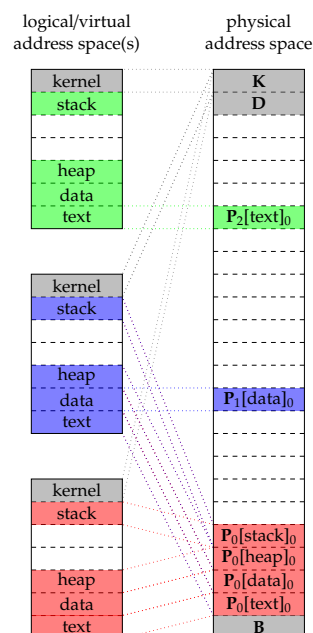 logical/virtual
address space(s)
physical
address space
kernel
stack
heap
data
text
kernel
stack
heap
data
text
kernel
stack
heap
data
text
K
D
P₂[text]₀
P₁[data]₀
P₀[stack]₀
P₀[heap]₀
P₀[data]₀
P₀[text]₀
B